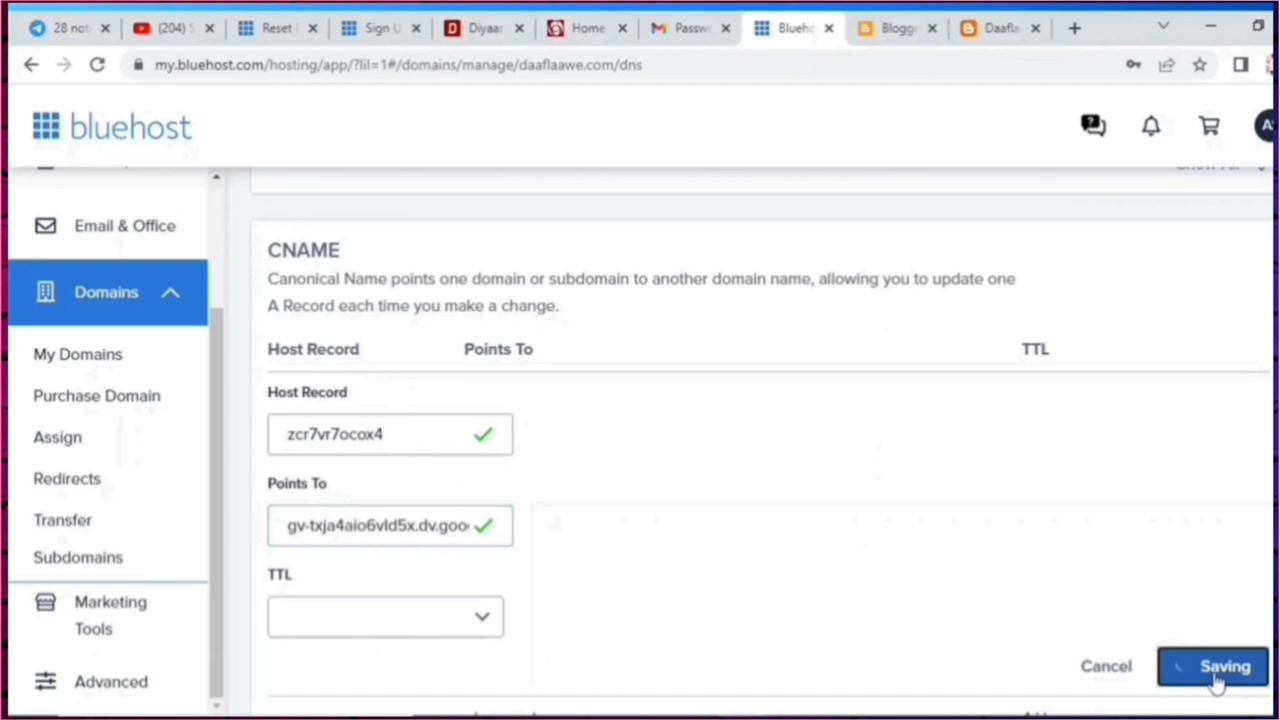 28 not
(204) S
Reset
Sign U
Diyaar
Home
Passw
Blueho
Blogge
Daafla
my.bluehost.com/hosting/app/?lil=1#/domains/manage/daaflaawe.com/dns
bluehost
Email & Office
Domains
My Domains
Purchase Domain
Assign
Redirects
Transfer
Subdomains
Marketing
Tools
Advanced
CNAME
Canonical Name points one domain or subdomain to another domain name, allowing you to update one
A Record each time you make a change.
Host Record Points To TTL
Host Record
zcr7vr7ocox4
Points To
gv-txja4aio6vld5x.dv.goo
TTL
Cancel Saving